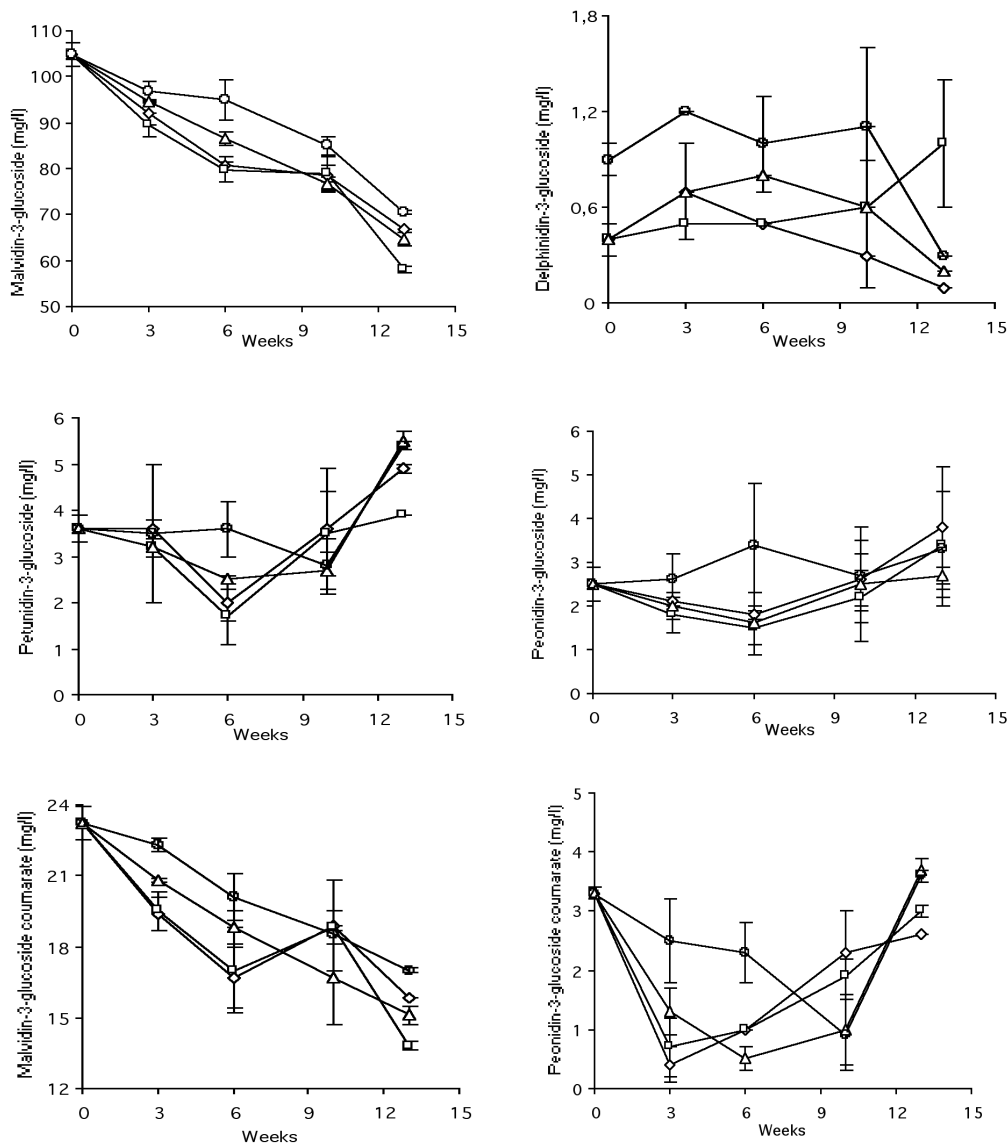 Malvidin-3-glucoside (mg/l)
110
100
90
80
70
60
50
0 3 6 9 12 15
Weeks
Delphinidin-3-glucoside (mg/l)
1,8
1,2
0,6
0
0 3 6 9 12 15
Weeks
Petunidin-3-glucoside (mg/l)
6
5
4
3
2
1
0
0 3 6 9 12 15
Weeks
Peonidin-3-glucoside (mg/l)
6
5
4
3
2
1
0
0 3 6 9 12 15
Weeks
Malvidin-3-glucoside coumarate (mg/l)
24
21
18
15
12
0 3 6 9 12 15
Weeks
Peonidin-3-glucoside coumarate (mg/l)
5
4
3
2
1
0
0 3 6 9 12 15
Weeks